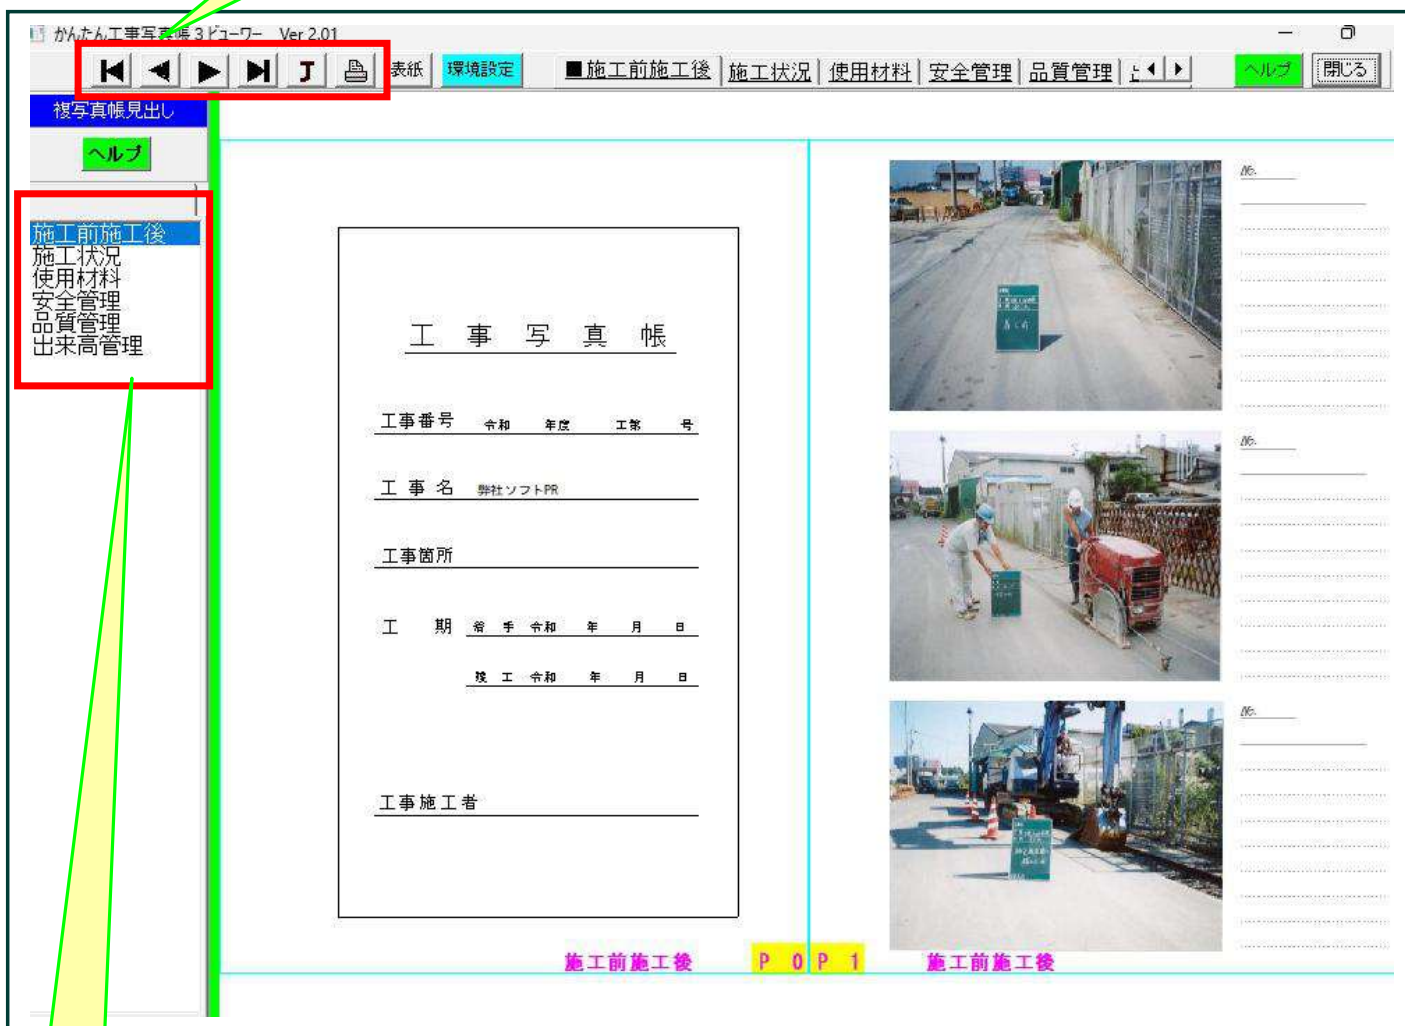 かんたん工事写真帳３ビューワー Ver 2.01
J 表紙 環境設定 ■施工前施工後 施工状況 使用材料 安全管理 品質管理 ヘルプ 閉じる
複写真帳見出し
ヘルプ
施工前施工後
施工状況
使用材料
安全管理
品質管理
出来高管理
工事写真帳
工事番号 令和 年度 工第 号
工事名 弊社ソフトPR
工事箇所
工期 着手 令和 年 月 日
竣工 令和 年 月 日
工事施工者
施工前施工後 P 0
No.
No.
No.
P 1 施工前施工後